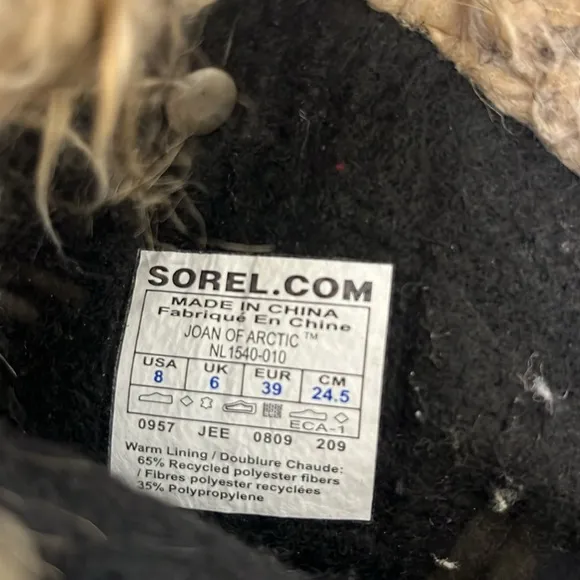 SOREL.COM
MADE IN CHINA
Fabriqué En Chine
JOAN OF ARCTIC ™
NL1540-010
USA UK EUR CM
8 6 39 24.5
ECA-1
0957 JEE 0809 209
Warm Lining / Doublure Chaude:
65% Recycled polyester fibers
/ Fibres polyester recyclées
35% Polypropylene